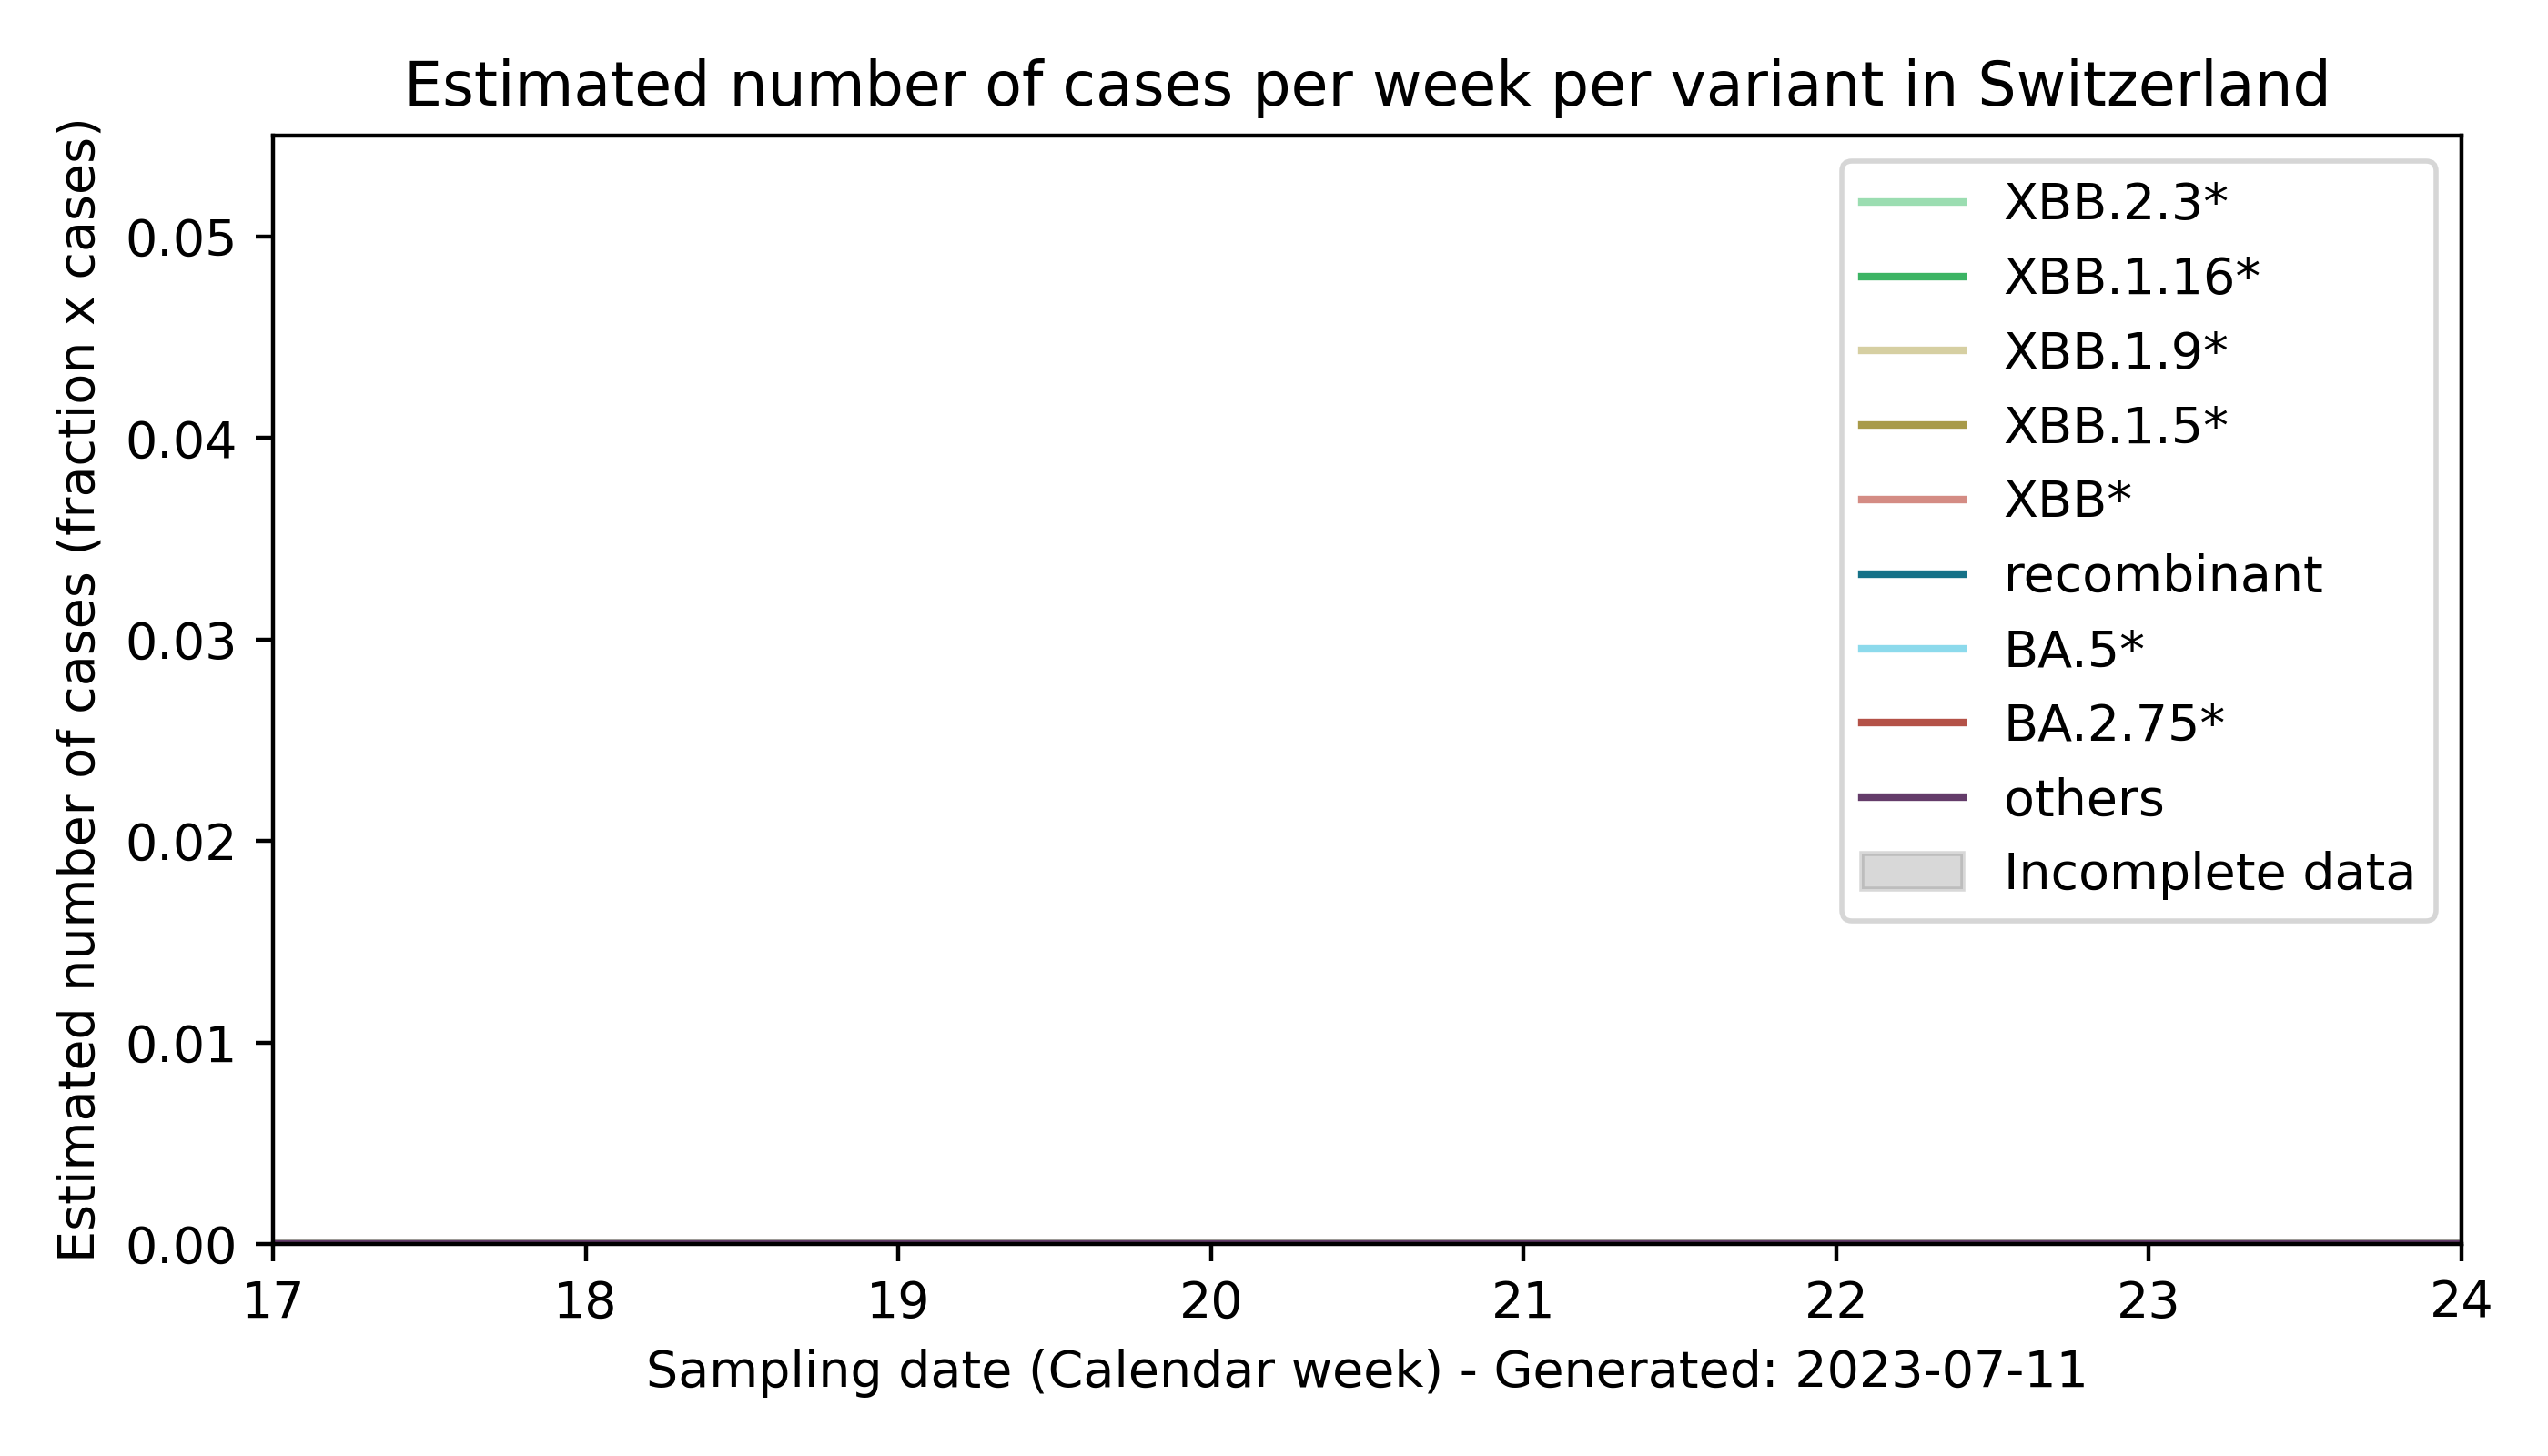 Estimated number of cases per week per variant in Switzerland
Estimated number of cases (fraction x cases)
0.05
0.04
0.03
0.02
0.01
0.00
XBB.2.3*
XBB.1.16*
XBB.1.9*
XBB.1.5*
XBB*
recombinant
BA.5*
BA.2.75*
others
Incomplete data
17 18 19 20 21 22 23 24
Sampling date (Calendar week) - Generated: 2023-07-11